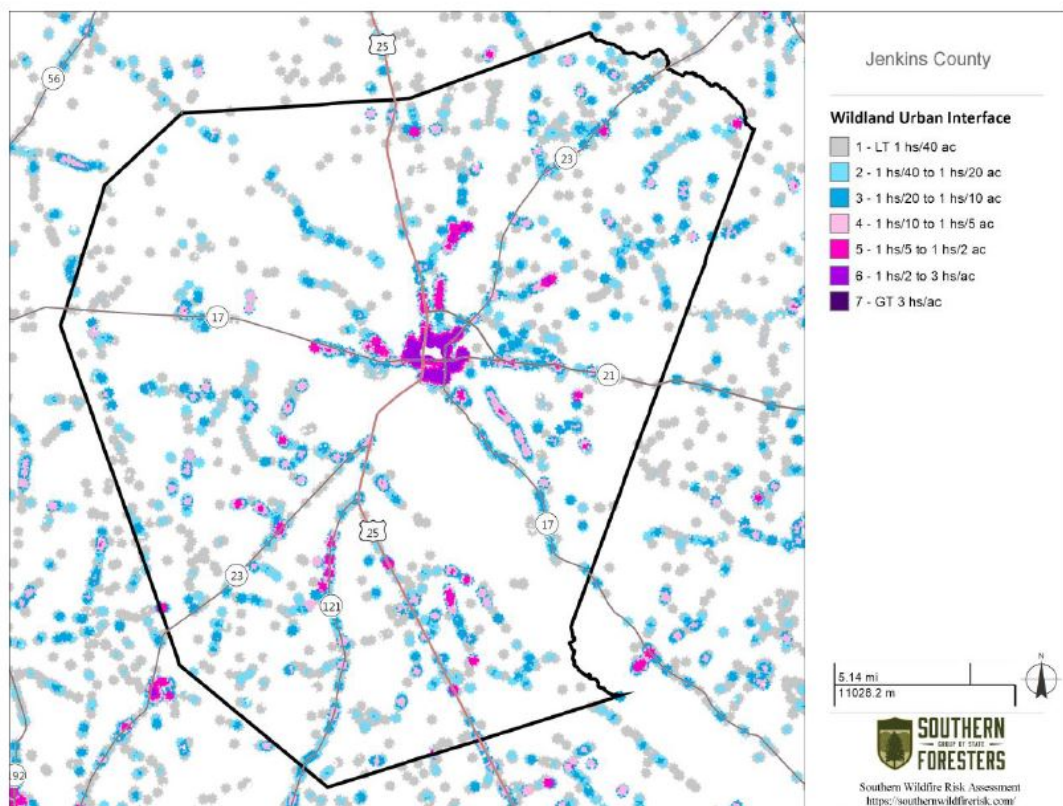 Jenkins County
Wildland Urban Interface
1 - LT 1 hs/40 ac
2 - 1 hs/40 to 1 hs/20 ac
3 - 1 hs/20 to 1 hs/10 ac
4 - 1 hs/10 to 1 hs/5 ac
5 - 1 hs/5 to 1 hs/2 ac
6 - 1 hs/2 to 3 hs/ac
7 - GT 3 hs/ac
25
56
23
17
21
17
25
23
121
192
5.14 mi
11028.2 m
N
SOUTHERN
GROUP OF STATE
FORESTERS
Southern Wildfire Risk Assessment
https://southernwildfirerisk.com/